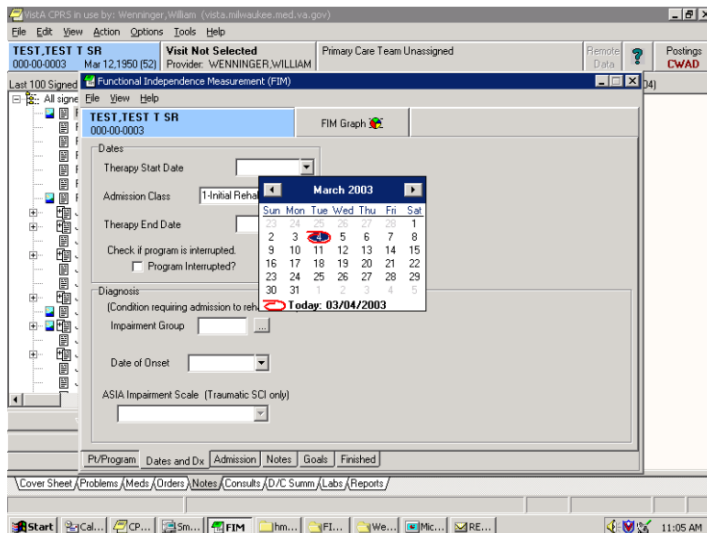 VistA CPRS in use by: Wenninger,William (vista.milwaukee.med.va.gov)
File Edit View Action Options Tools Help
TEST,TEST T SR Visit Not Selected Primary Care Team Unassigned Remote Data Postings
000-00-0003 Mar 12,1950 (52) Provider: WENNINGER,WILLIAM CWAD
Last 100 Signed
All signe
Functional Independence Measurement (FIM)
File View Help
TEST,TEST T SR
000-00-0003
FIM Graph
Dates
Therapy Start Date
Admission Class 1-Initial Rehal
Therapy End Date
Check if program is interrupted.
Program Interrupted?
March 2003
Sun Mon Tue Wed Thu Fri Sat
23 24 25 26 27 28 1
2 3 4 5 6 7 8
9 10 11 12 13 14 15
16 17 18 19 20 21 22
23 24 25 26 27 28 29
30 31 1 2 3 4 5
Today: 03/04/2003
Diagnosis
(Condition requiring admission to reh
Impairment Group ...
Date of Onset
ASIA Impairment Scale (Traumatic SCI only)
Pt/Program Dates and Dx Admission Notes Goals Finished
Cover Sheet Problems Meds Orders Notes Consults D/C Summ Labs Reports
Start Cal... CP... Sm... FIM hm... FI... We... Mic... RE... 11:05 AM